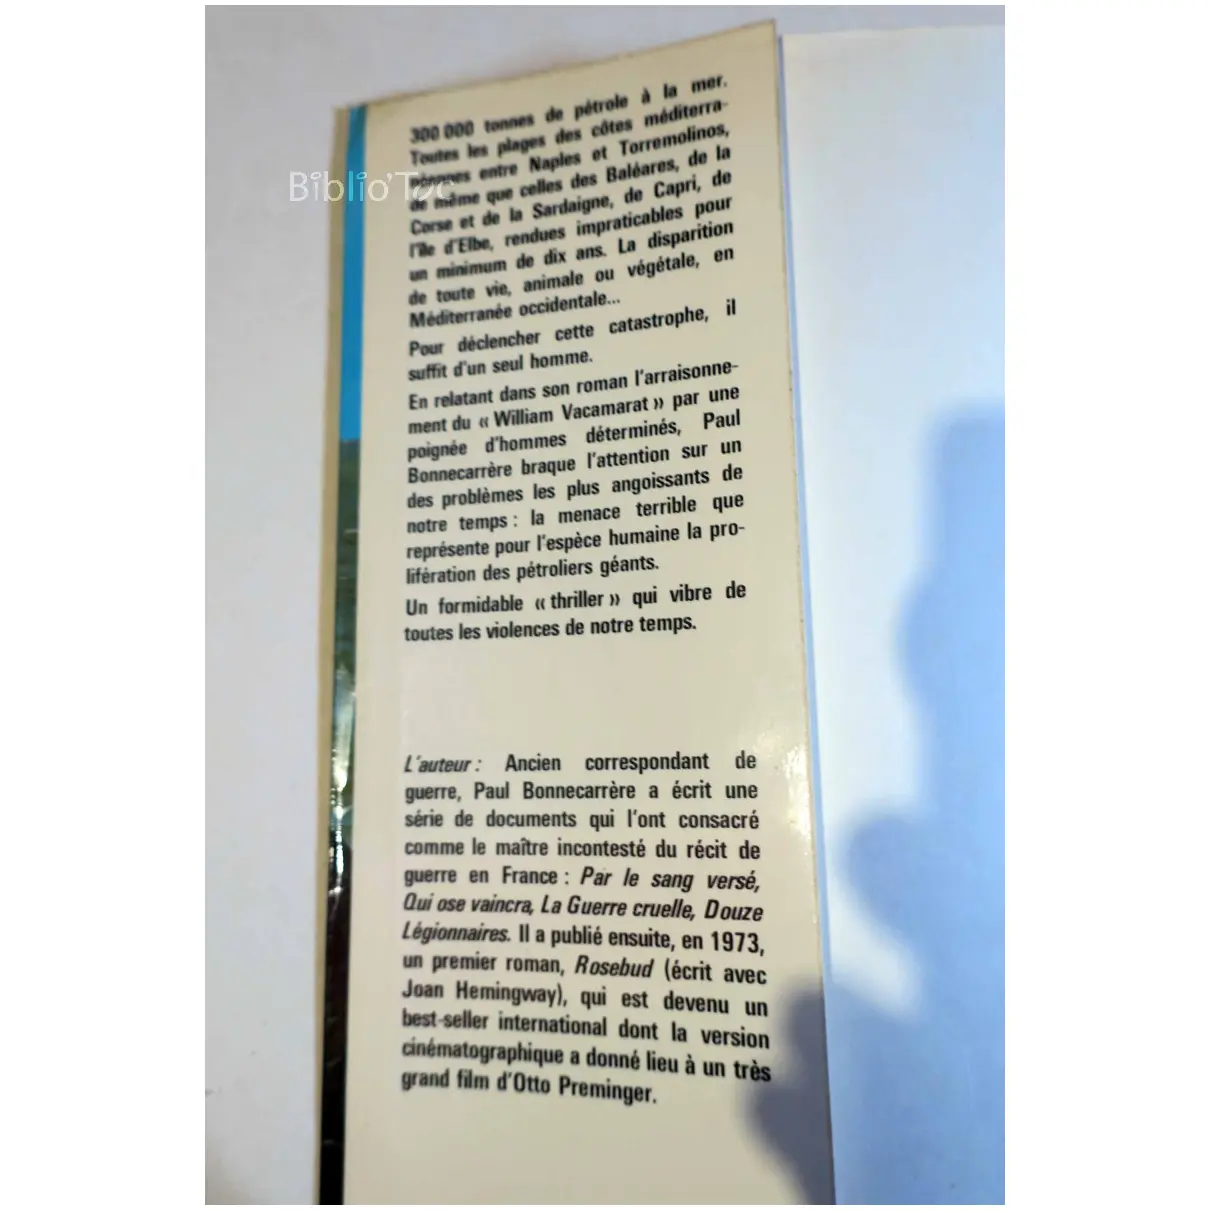 300 000 tonnes de pétrole à la mer.
Toutes les plages des côtes méditerra-
néennes entre Naples et Torremolinos,
de même que celles des Baléares, de la
Corse et de la Sardaigne, de Capri, de
l'île d'Elbe, rendues impraticables pour
un minimum de dix ans. La disparition
de toute vie, animale ou végétale, en
Méditerranée occidentale...
Pour déclencher cette catastrophe, il
suffit d'un seul homme.
En relatant dans son roman l'arraisonne-
ment du « William Vacamarat » par une
poignée d'hommes déterminés, Paul
Bonnecarrère braque l'attention sur un
des problèmes les plus angoissants de
notre temps : la menace terrible que
représente pour l'espèce humaine la pro-
lifération des pétroliers géants.
Un formidable « thriller » qui vibre de
toutes les violences de notre temps.
L'auteur : Ancien correspondant de
guerre, Paul Bonnecarrère a écrit une
série de documents qui l'ont consacré
comme le maître incontesté du récit de
guerre en France : Par le sang versé,
Qui ose vaincra, La Guerre cruelle, Douze
Légionnaires. Il a publié ensuite, en 1973,
un premier roman, Rosebud (écrit avec
Joan Hemingway), qui est devenu un
best-seller international dont la version
cinématographique a donné lieu à un très
grand film d'Otto Preminger.
Biblio'Toc